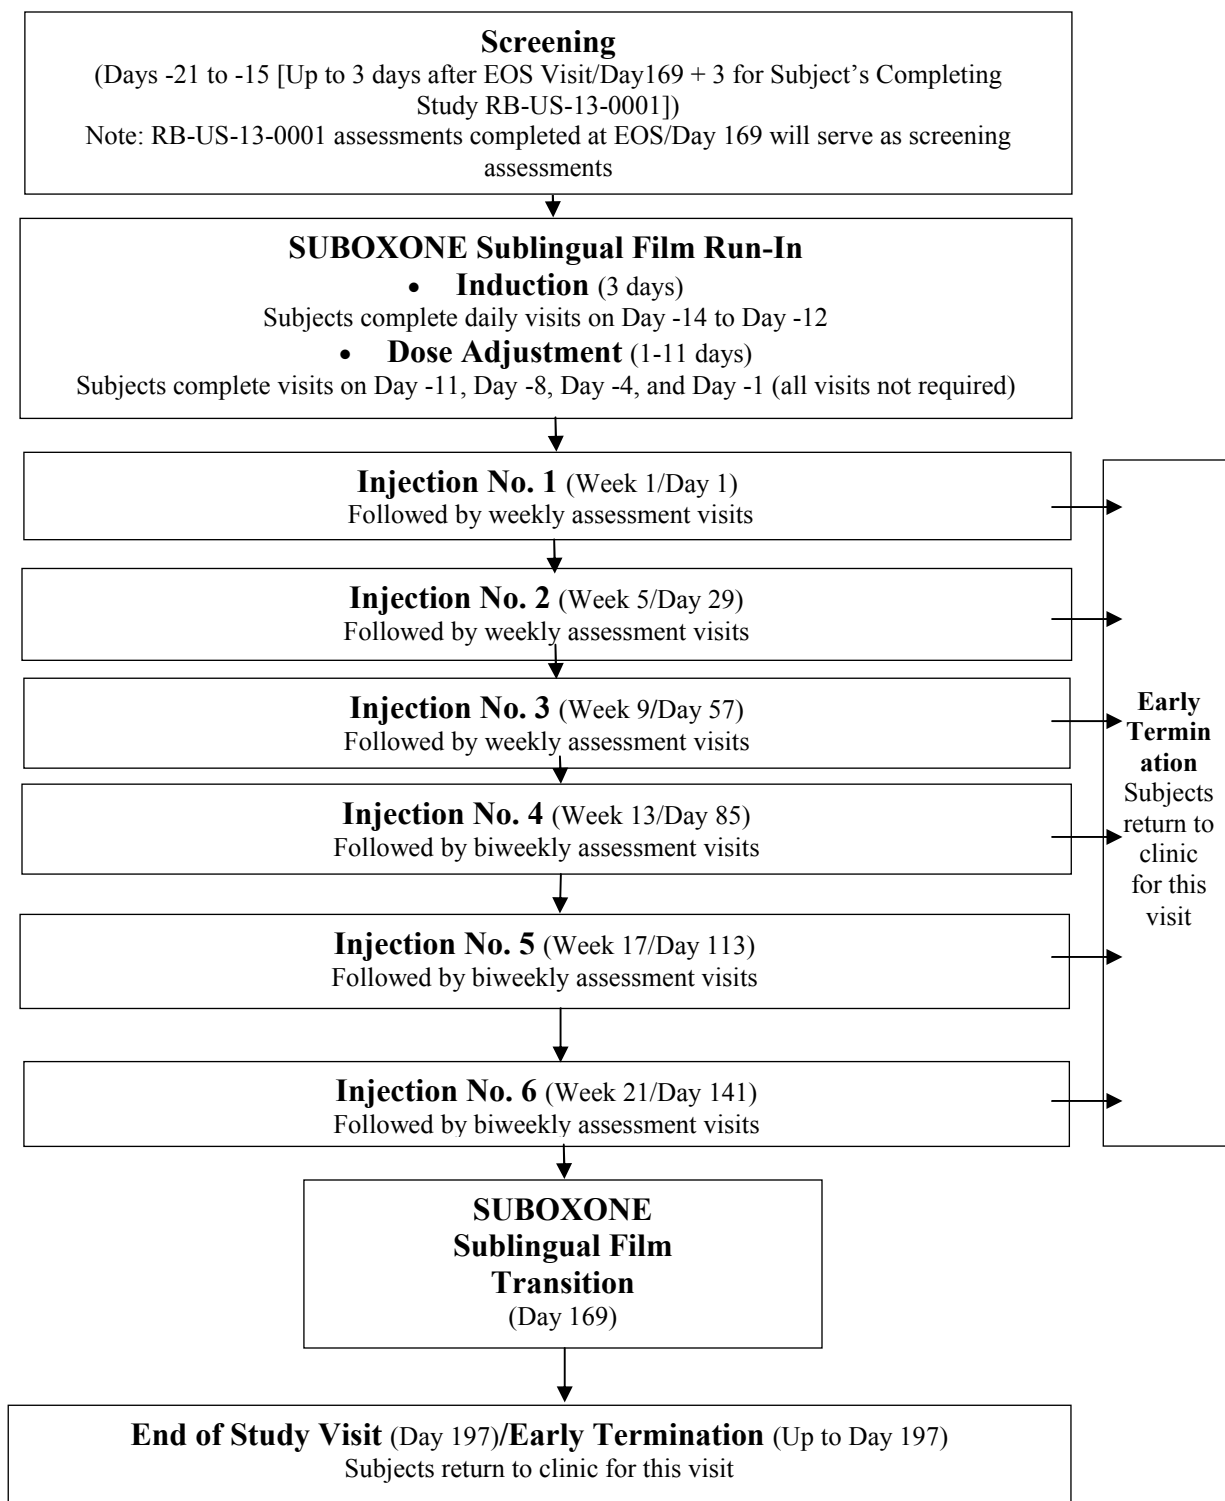 Screening
(Days -21 to -15 [Up to 3 days after EOS Visit/Day169 + 3 for Subject's Completing
Study RB-US-13-0001])
Note: RB-US-13-0001 assessments completed at EOS/Day 169 will serve as screening
assessments
SUBOXONE Sublingual Film Run-In
• Induction (3 days)
Subjects complete daily visits on Day -14 to Day -12
• Dose Adjustment (1-11 days)
Subjects complete visits on Day -11, Day -8, Day -4, and Day -1 (all visits not required)
Injection No. 1 (Week 1/Day 1)
Followed by weekly assessment visits
Injection No. 2 (Week 5/Day 29)
Followed by weekly assessment visits
Injection No. 3 (Week 9/Day 57)
Followed by weekly assessment visits
Injection No. 4 (Week 13/Day 85)
Followed by biweekly assessment visits
Injection No. 5 (Week 17/Day 113)
Followed by biweekly assessment visits
Injection No. 6 (Week 21/Day 141)
Followed by biweekly assessment visits
Early
Termin
ation
Subjects
return to
clinic
for this
visit
SUBOXONE
Sublingual Film
Transition
(Day 169)
End of Study Visit (Day 197)/Early Termination (Up to Day 197)
Subjects return to clinic for this visit